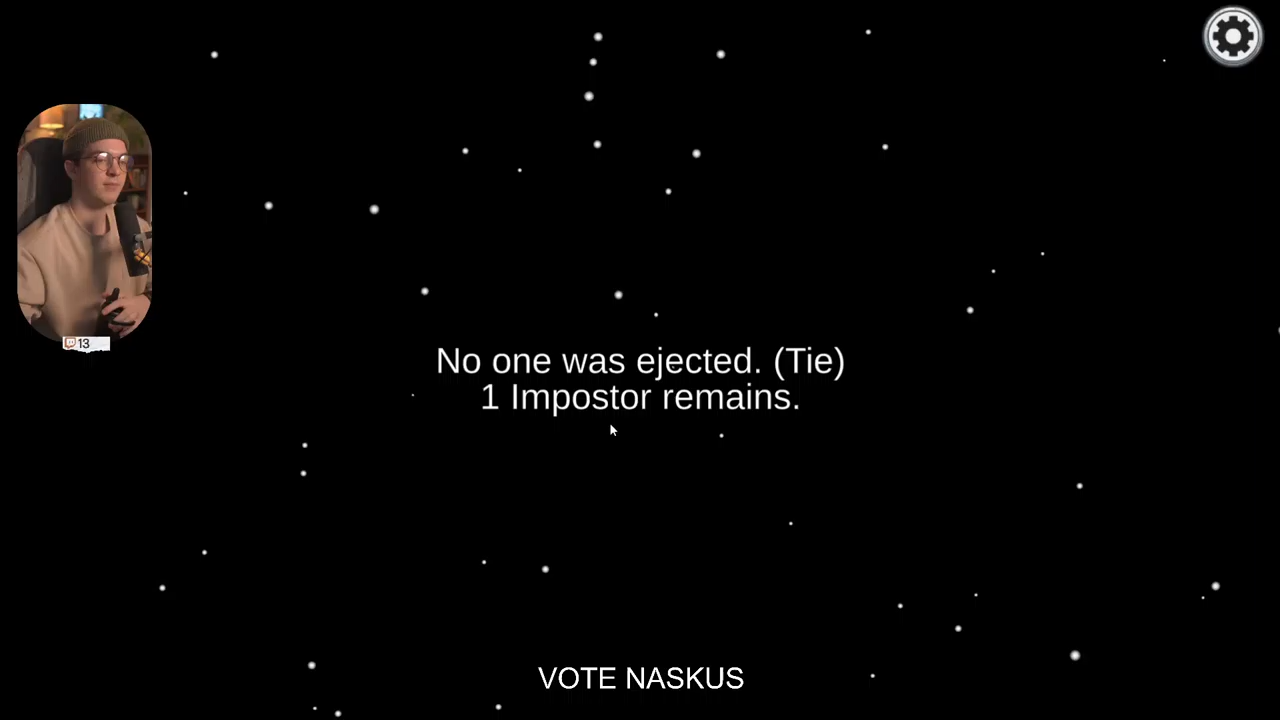 13
No one was ejected. (Tie)
1 Impostor remains.
VOTE NASKUS